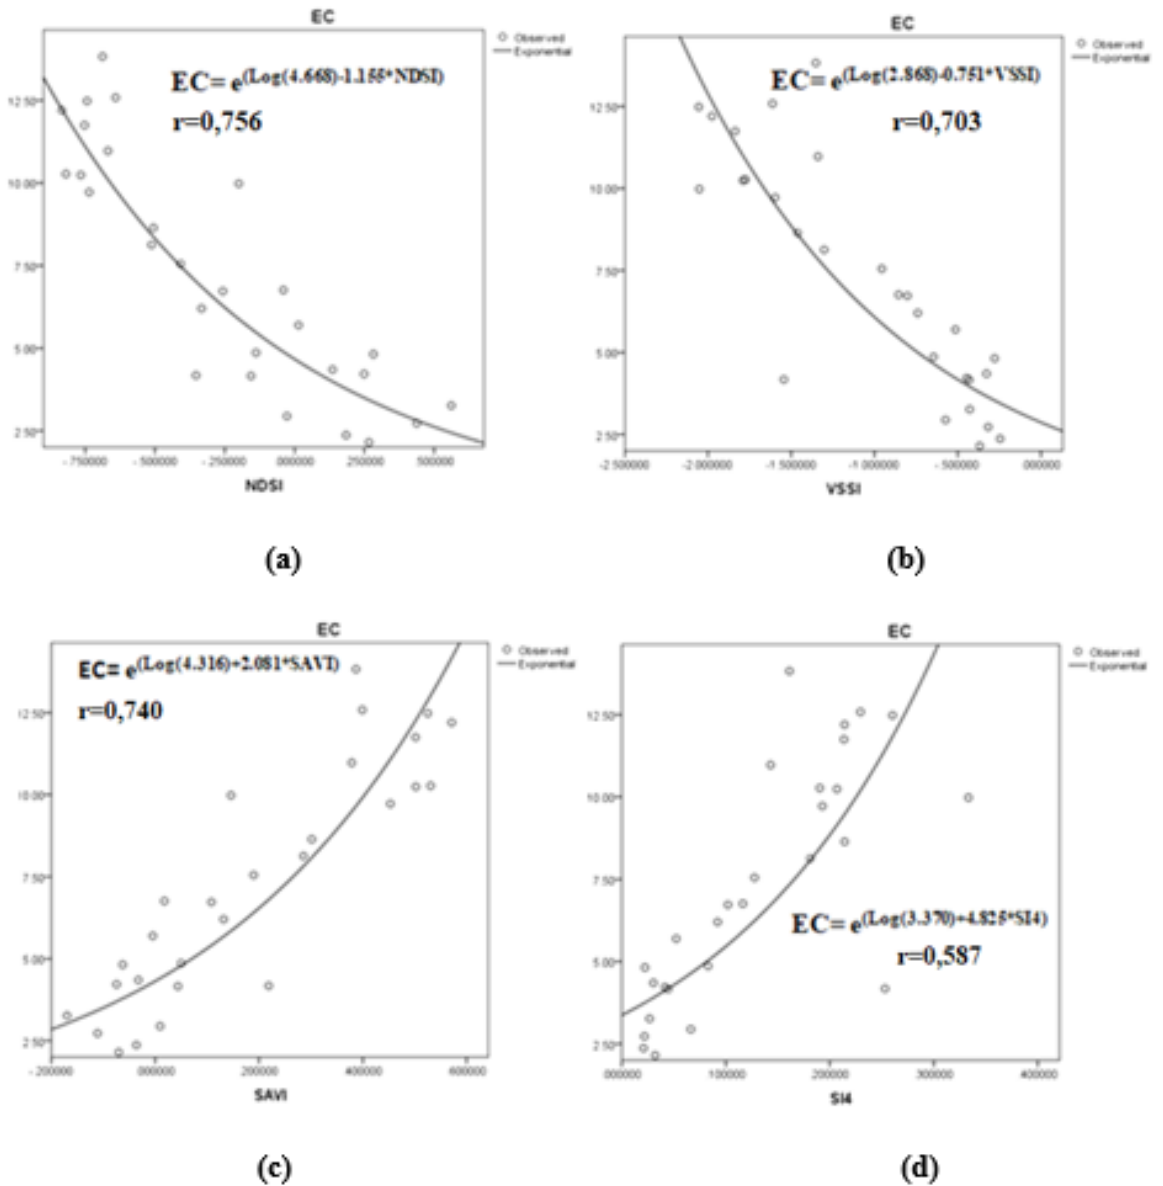 EC
Observed
Exponential
EC= e(Log(4.668)-1.155*NDSI)
r=0,756
12.50
10.00
7.50
5.00
2.50
-.750000 -.500000 -.250000 .000000 .250000 .500000
NDSI
(a)
EC
Observed
Exponential
EC= e(Log(2.868)-0.751*VSSI)
r=0,703
12.50
10.00
7.50
5.00
2.50
-2.500000 -2.000000 -1.500000 -1.000000 -.500000 .000000
VSSI
(b)
EC
Observed
Exponential
EC= e(Log(4.316)+2.081*SAVI)
r=0,740
12.50
10.00
7.50
5.00
2.50
-.200000 .000000 .200000 .400000 .600000
SAVI
(c)
EC
Observed
Exponential
EC= e(Log(3.370)+4.825*SI4)
r=0,587
12.50
10.00
7.50
5.00
2.50
.000000 .100000 .200000 .300000 .400000
SI4
(d)